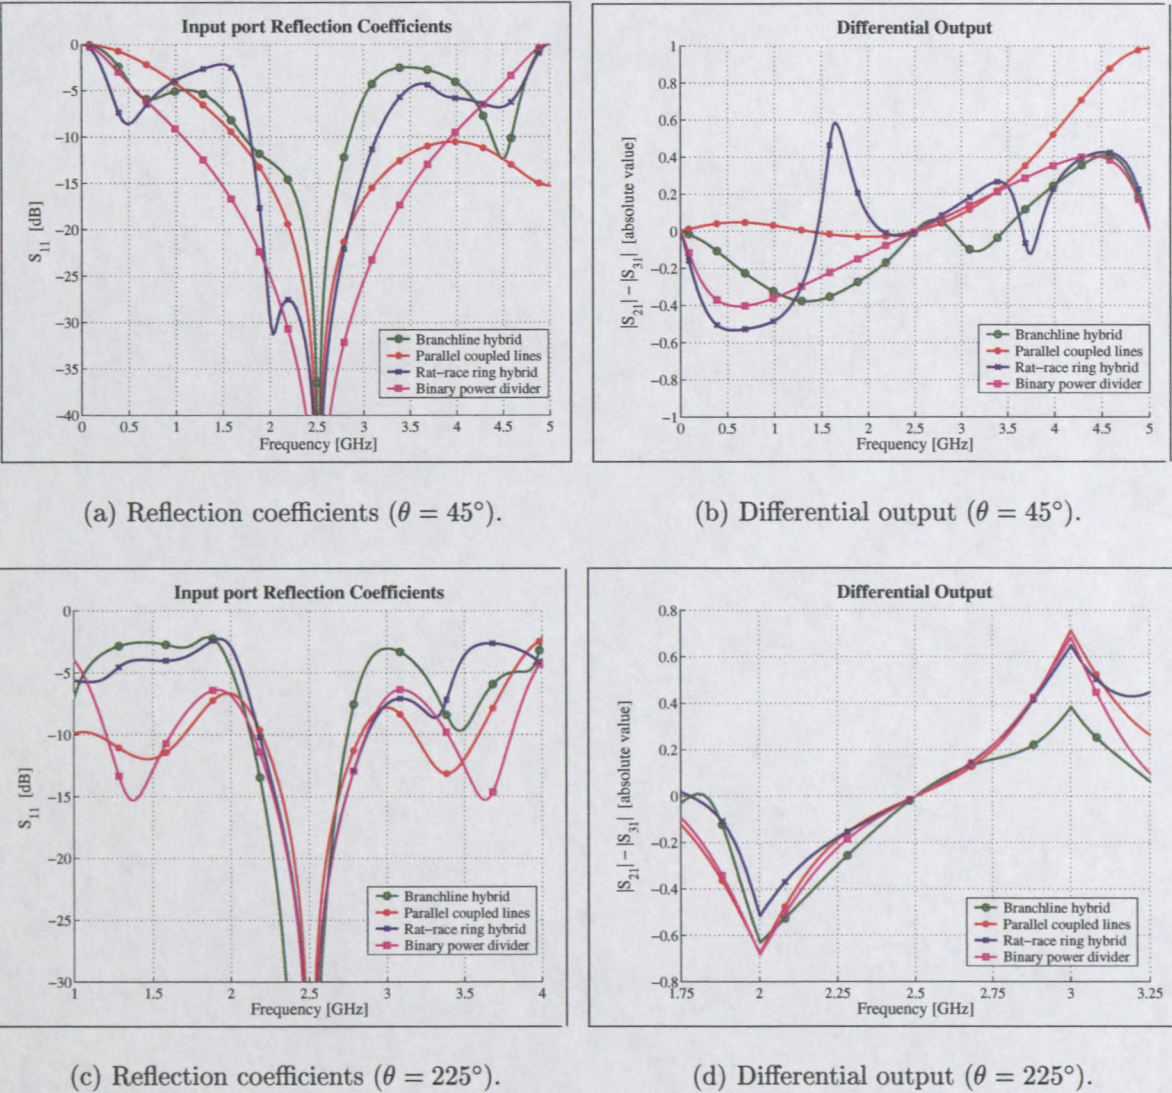 Input port Reflection Coefficients
0
−5
−10
−15
−20
−25
−30
−35
−40
S11 [dB]
0 0.5 1 1.5 2 2.5 3 3.5 4 4.5 5
Frequency [GHz]
Branchline hybrid
Parallel coupled lines
Rat−race ring hybrid
Binary power divider
(a) Reflection coefficients (θ = 45°).
Differential Output
1
0.8
0.6
0.4
0.2
0
−0.2
−0.4
−0.6
−0.8
−1
|S21|−|S31| [absolute value]
0 0.5 1 1.5 2 2.5 3 3.5 4 4.5 5
Frequency [GHz]
Branchline hybrid
Parallel coupled lines
Rat−race ring hybrid
Binary power divider
(b) Differential output (θ = 45°).
Input port Reflection Coefficients
0
−5
−10
−15
−20
−25
−30
S11 [dB]
1 1.5 2 2.5 3 3.5 4
Frequency [GHz]
Branchline hybrid
Parallel coupled lines
Rat−race ring hybrid
Binary power divider
(c) Reflection coefficients (θ = 225°).
Differential Output
0.8
0.6
0.4
0.2
0
−0.2
−0.4
−0.6
−0.8
|S21|−|S31| [absolute value]
1.75 2 2.25 2.5 2.75 3 3.25
Frequency [GHz]
Branchline hybrid
Parallel coupled lines
Rat−race ring hybrid
Binary power divider
(d) Differential output (θ = 225°).